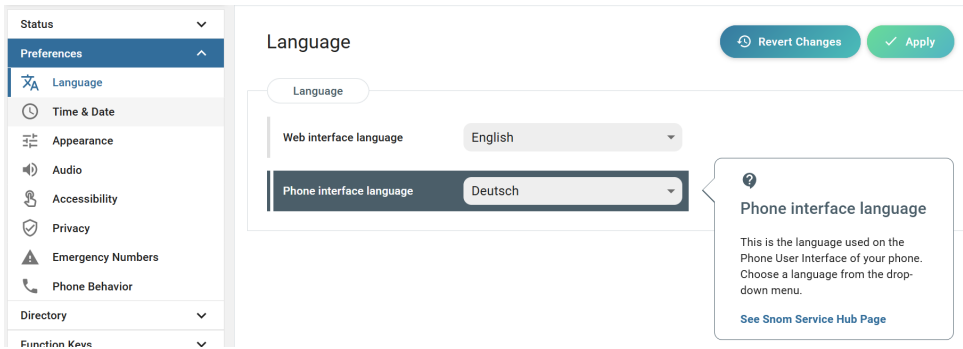 Status
Preferences
Language
Time & Date
Appearance
Audio
Accessibility
Privacy
Emergency Numbers
Phone Behavior
Directory
Function Keys
Language
Revert Changes
Apply
Language
Web interface language
English
Phone interface language
Deutsch
Phone interface language
This is the language used on the
Phone User Interface of your phone.
Choose a language from the drop-
down menu.
See Snom Service Hub Page